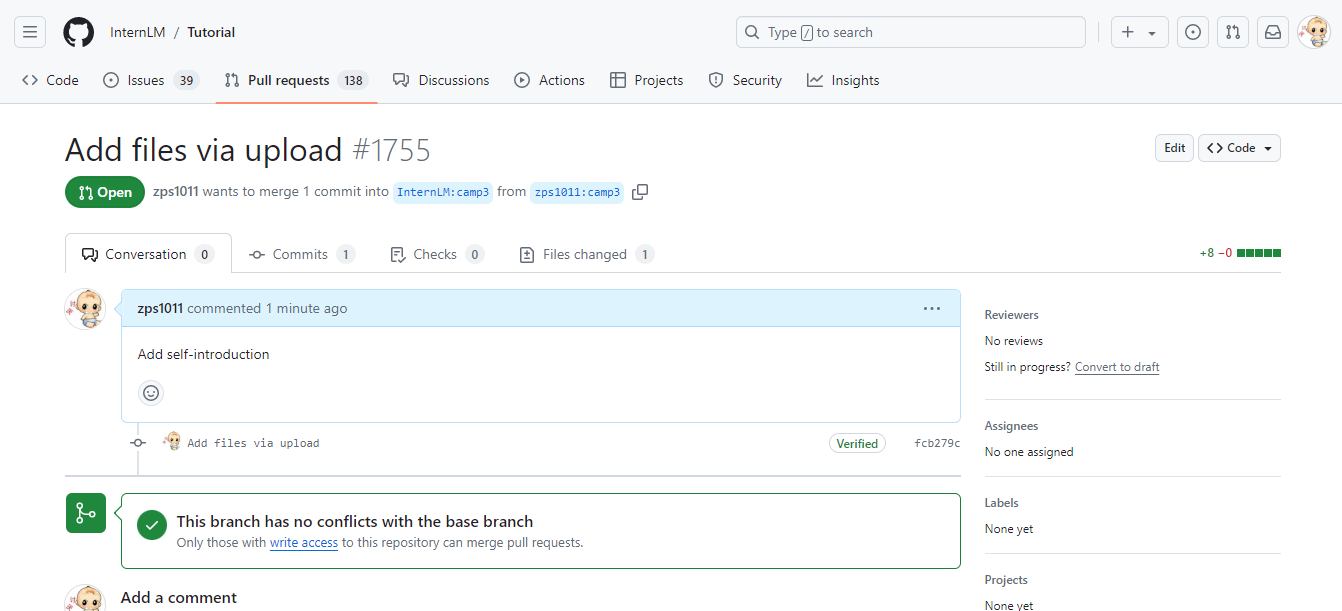 InternLM / Tutorial
Type / to search
Code
Issues 39
Pull requests 138
Discussions
Actions
Projects
Security
Insights
Add files via upload #1755
Edit
Code
Open
zps1011 wants to merge 1 commit into InternLM:camp3 from zps1011:camp3
Conversation 0
Commits 1
Checks 0
Files changed 1
+8 −0
zps1011 commented 1 minute ago
Add self-introduction
Add files via upload
Verified
fcb279c
This branch has no conflicts with the base branch
Only those with write access to this repository can merge pull requests.
Add a comment
Reviewers
No reviews
Still in progress? Convert to draft
Assignees
No one assigned
Labels
None yet
Projects
None yet